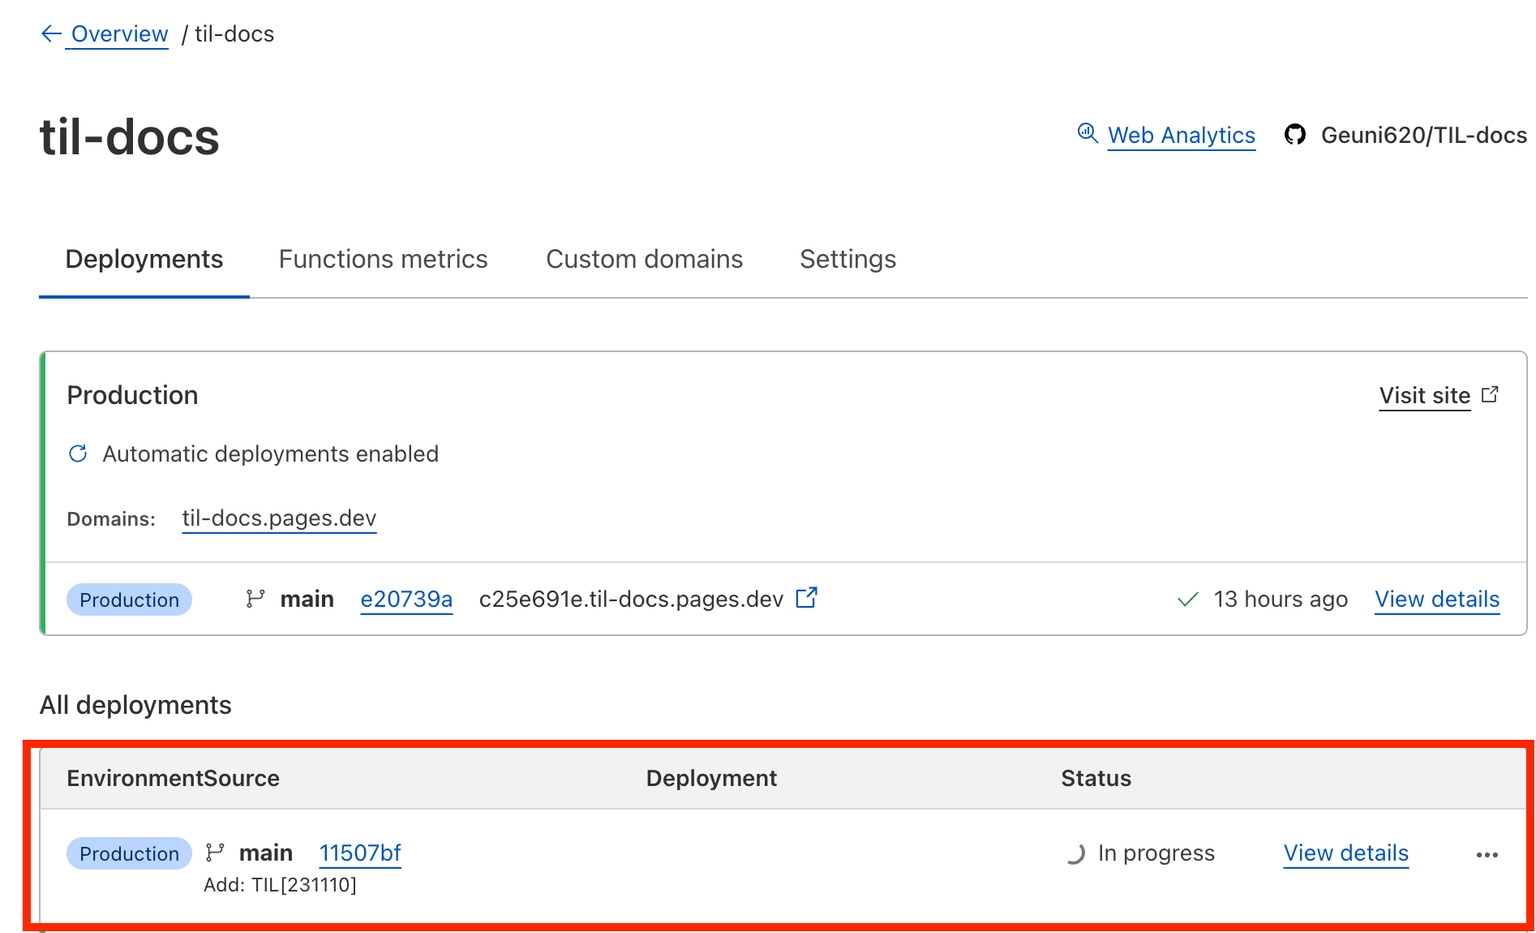 Overview / til-docs
til-docs
Web Analytics Geuni620/TIL-docs
Deployments Functions metrics Custom domains Settings
Production Visit site
Automatic deployments enabled
Domains: til-docs.pages.dev
Production main e20739a c25e691e.til-docs.pages.dev 13 hours ago View details
All deployments
Environment Source Deployment Status
Production main 11507bf In progress View details ...
Add: TIL[231110]